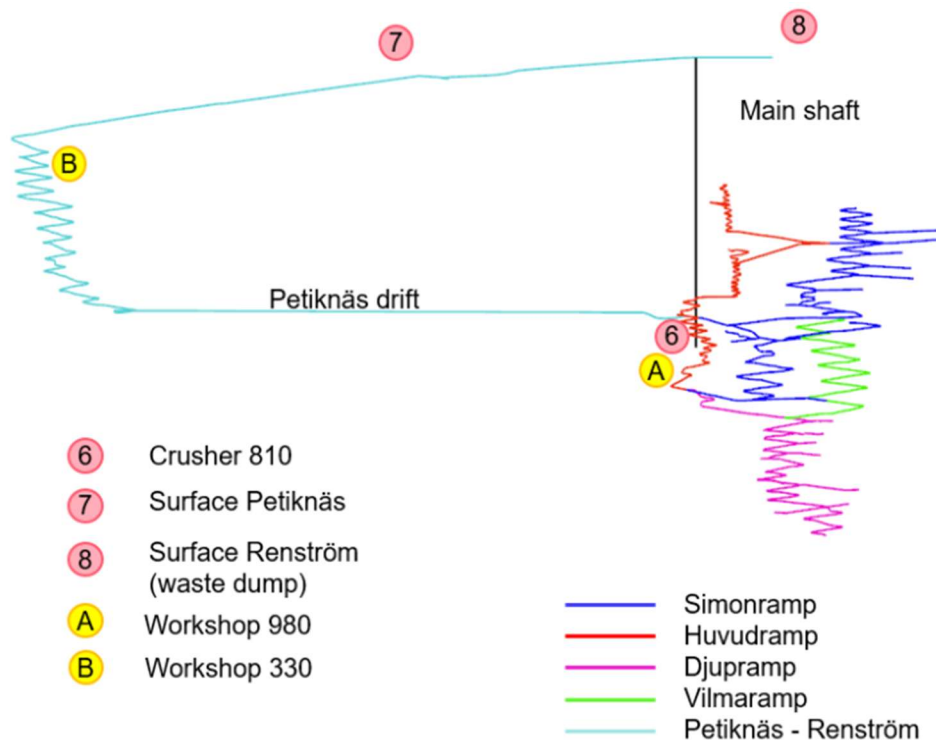 8
7
Main shaft
B
Petiknäs drift
6
A
6 Crusher 810
7 Surface Petiknäs
8 Surface Renström
(waste dump)
A Workshop 980
B Workshop 330
Simonramp
Huvudramp
Djupramp
Vilmaramp
Petiknäs - Renström